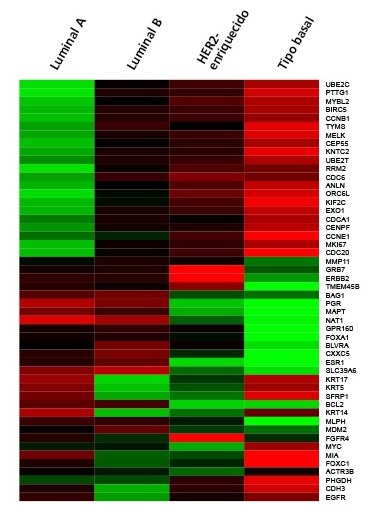 Luminal A
Luminal B
HER2-
enriquecido
Tipo basal
UBE2C
PTTG1
MYBL2
BIRC5
CCNB1
TYMS
MELK
CEP55
KNTC2
UBE2T
RRM2
CDC6
ANLN
ORC6L
KIF2C
EXO1
CDCA1
CENPF
CCNE1
MKI67
CDC20
MMP11
GRB7
ERBB2
TMEM45B
BAG1
PGR
MAPT
NAT1
GPR160
FOXA1
BLVRA
CXXC5
ESR1
SLC39A6
KRT17
KRT5
SFRP1
BCL2
KRT14
MLPH
MDM2
FGFR4
MYC
MIA
FOXC1
ACTR3B
PHGDH
CDH3
EGFR